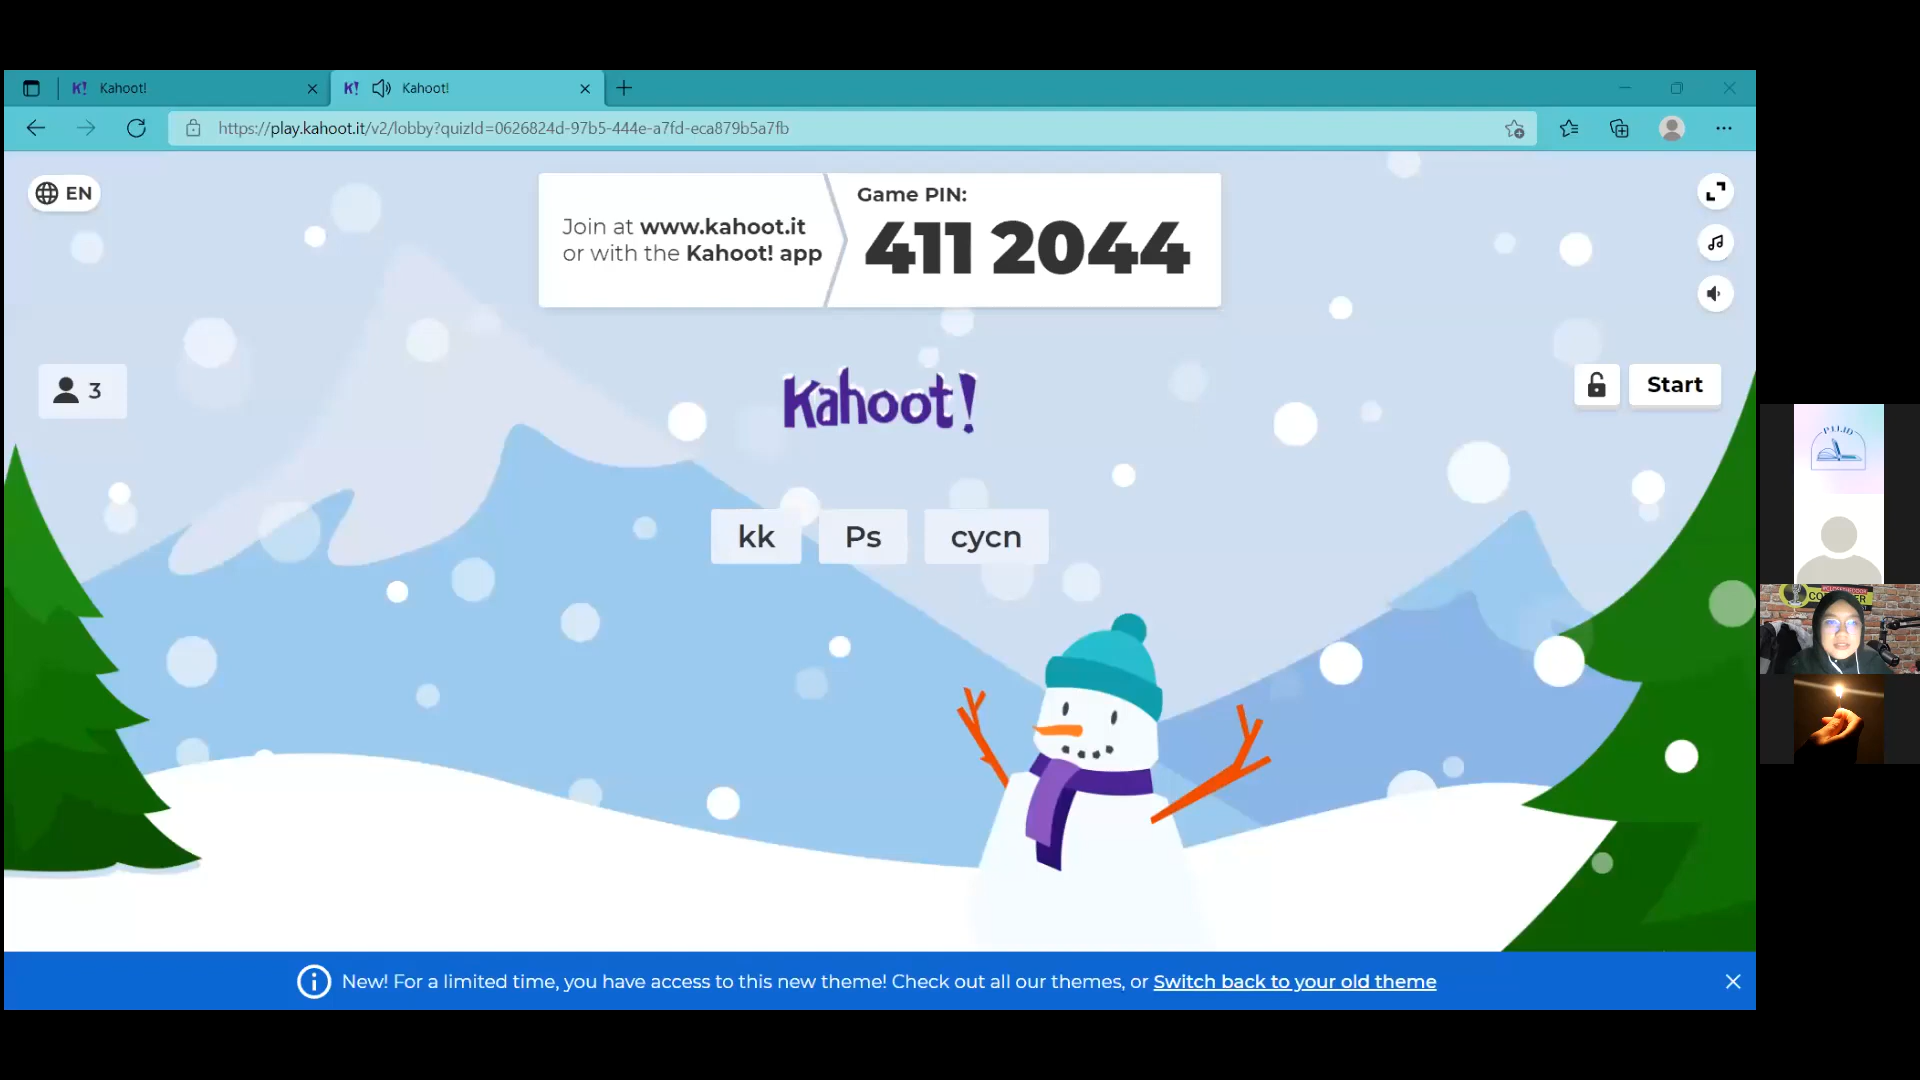 Kahoot!
Kahoot!
https://play.kahoot.it/v2/lobby?quizId=0626824d-97b5-444e-a7fd-eca879b5a7fb
EN
Join at www.kahoot.it
or with the Kahoot! app
Game PIN:
411 2044
3
Kahoot!
Start
kk
Ps
cycn
New! For a limited time, you have access to this new theme! Check out all our themes, or Switch back to your old theme